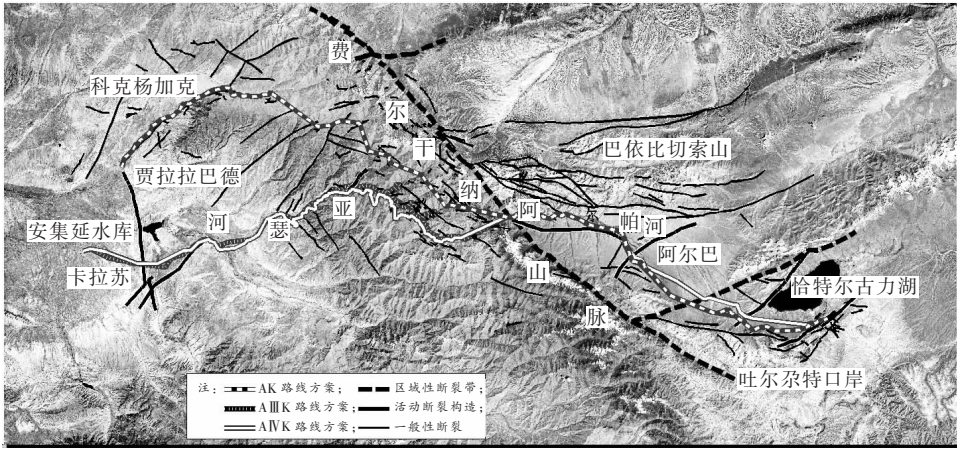 费
科克杨加克
尔
干
巴依比切索山
贾拉拉巴德
纳
河
亚
瑟
阿
帕
河
安集延水库
卡拉苏
山
阿尔巴
恰特尔古力湖
脉
吐尔尕特口岸
注：AK 路线方案； 区域性断裂带；
AⅢK 路线方案； 活动断裂构造；
AⅣK 路线方案； 一般性断裂